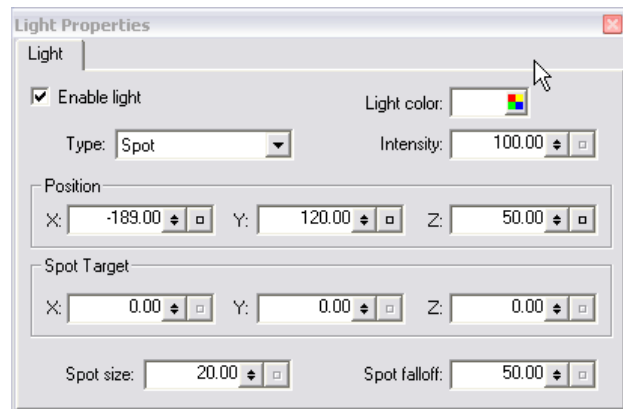 Light Properties
Light
Enable light
Light color:
Type: Spot
Intensity: 100.00
Position
X: -189.00 Y: 120.00 Z: 50.00
Spot Target
X: 0.00 Y: 0.00 Z: 0.00
Spot size: 20.00 Spot falloff: 50.00